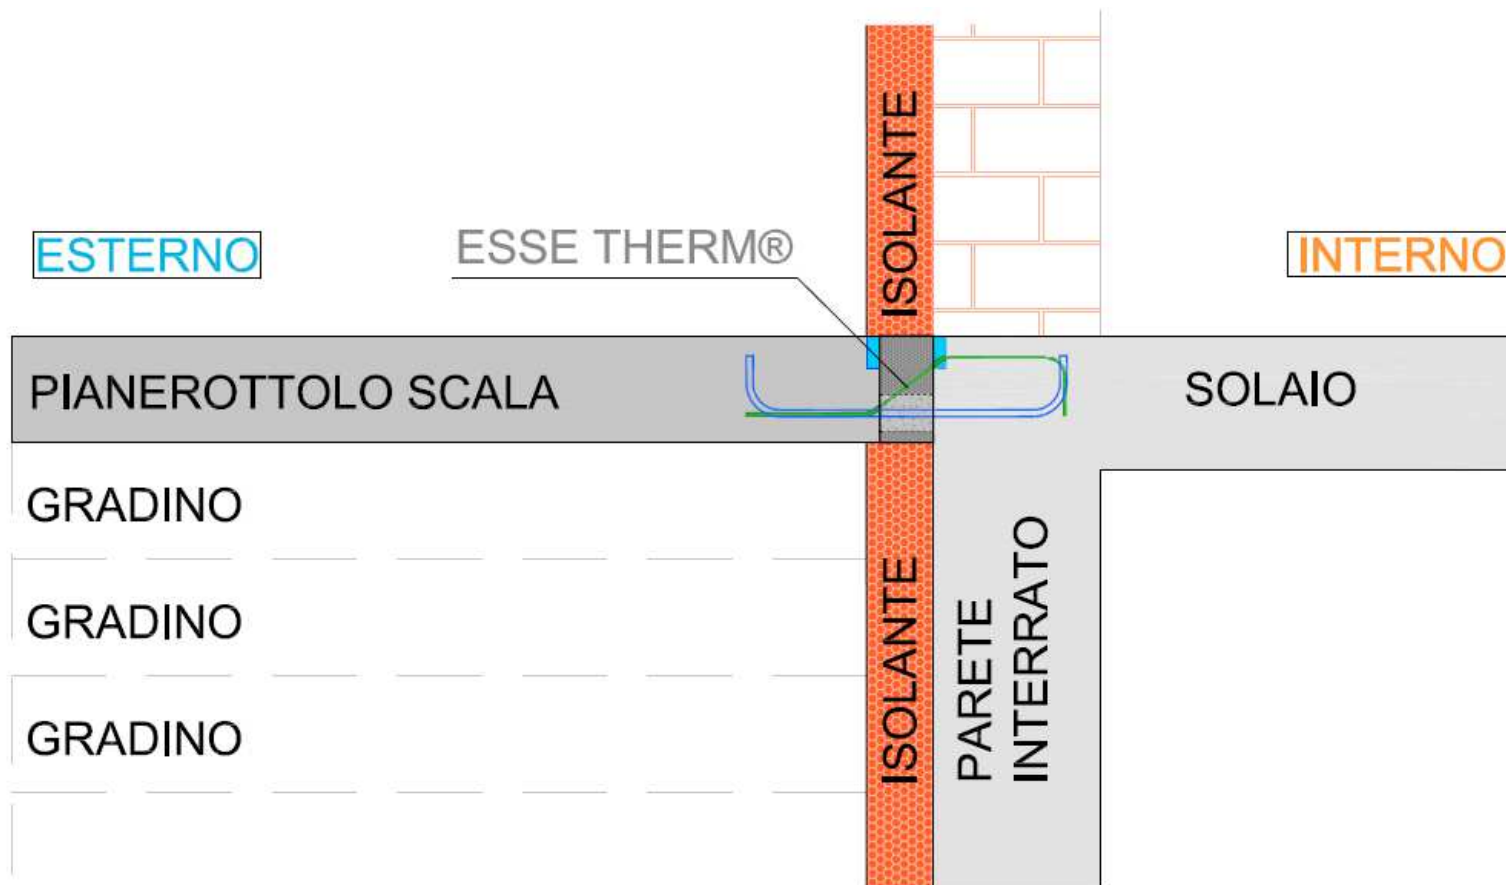 ISOLANTE
ESTERNO
ESSE THERM®
INTERNO
PIANEROTTOLO SCALA
SOLAIO
GRADINO
GRADINO
GRADINO
ISOLANTE
PARETE
INTERRATO